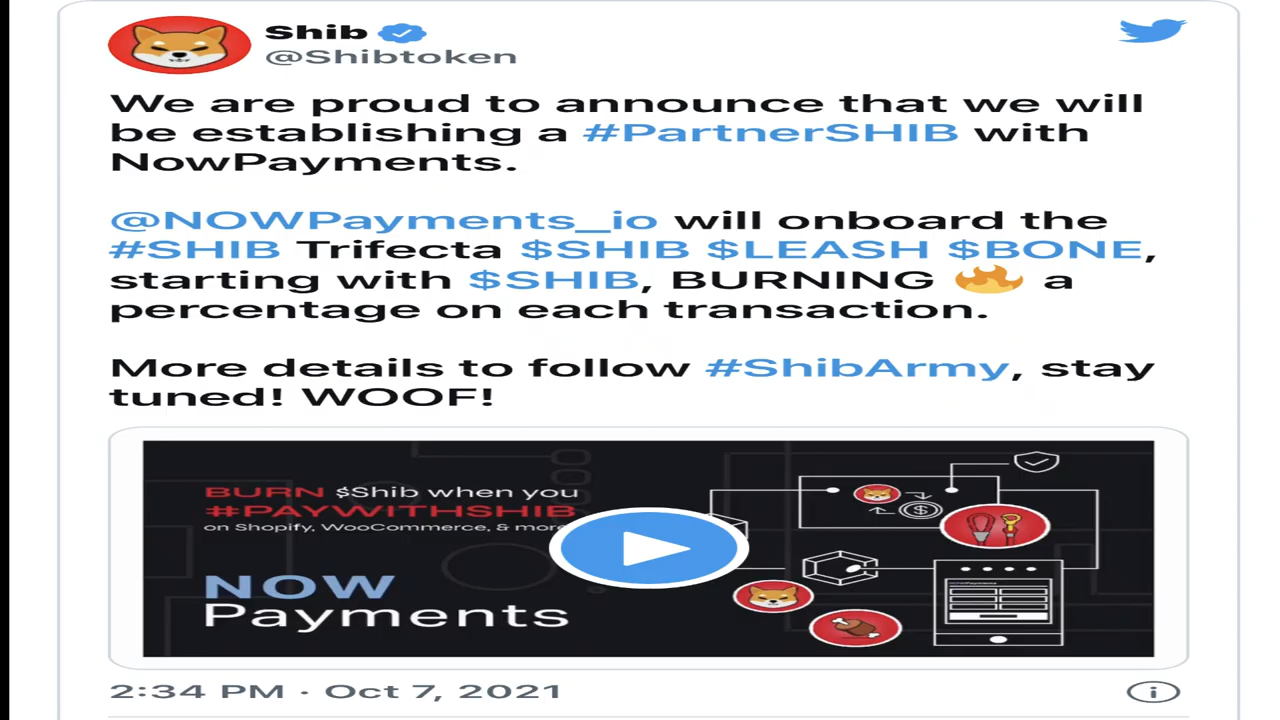 Shib
@Shibtoken
We are proud to announce that we will
be establishing a #PartnerSHIB with
NowPayments.
@NOWPayments_io will onboard the
#SHIB Trifecta $SHIB $LEASH $BONE,
starting with $SHIB, BURNING 🔥 a
percentage on each transaction.
More details to follow #ShibArmy, stay
tuned! WOOF!
BURN $Shib when you
#PAYWITHSHIB
on Shopify, WooCommerce, & more
NOW
Payments
NOWPayments
2:34 PM · Oct 7, 2021